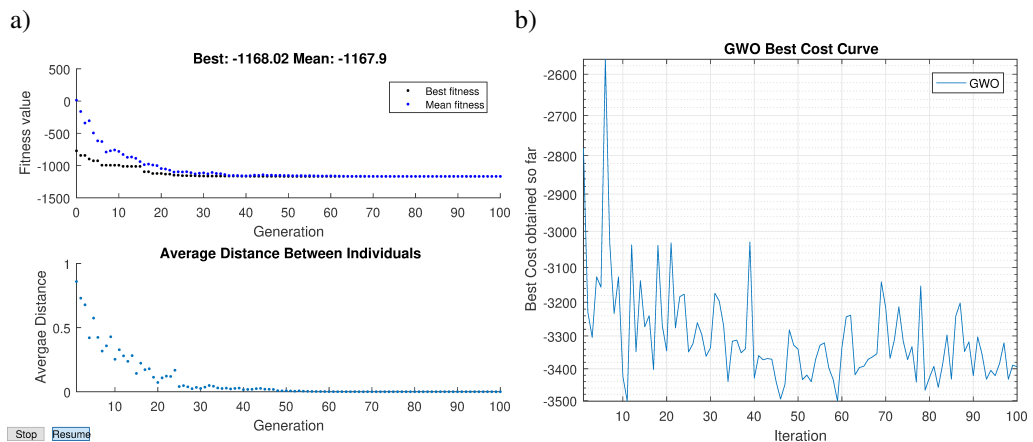 a)
Best: -1168.02 Mean: -1167.9
500
0
-500
-1000
-1500
Fitness value
Best fitness
Mean fitness
0 10 20 30 40 50 60 70 80 90 100
Generation
Average Distance Between Individuals
1
0.5
0
Avergae Distance
10 20 30 40 50 60 70 80 90 100
Generation
Stop Resume
b)
GWO Best Cost Curve
GWO
-2600
-2700
-2800
-2900
-3000
-3100
-3200
-3300
-3400
-3500
Best Cost obtained so far
10 20 30 40 50 60 70 80 90 100
Iteration